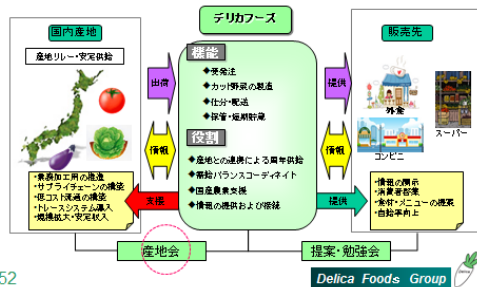 デリカフーズ
国内産地
産地リレー・安定供給
・業務加工用の推進
・サプライチェーンの構築
・低コスト流通の構築
・トレースシステム導入
・規模拡大・安定収入
出荷
情報
支援
機能
◆受発注
◆カット野菜の製造
◆仕分・配送
◆保管・短期貯蔵
役割
◆産地との連携による周年供給
◆需給バランスコーディネイト
◆国産農業支援
◆情報の提供および接続
提供
情報
提供
販売先
外食
スーパー
コンビニ
・情報の開示
・消費者啓蒙
・食材・メニューの提案
・自給率向上
産地会
提案・勉強会
52
Delica Foods Group